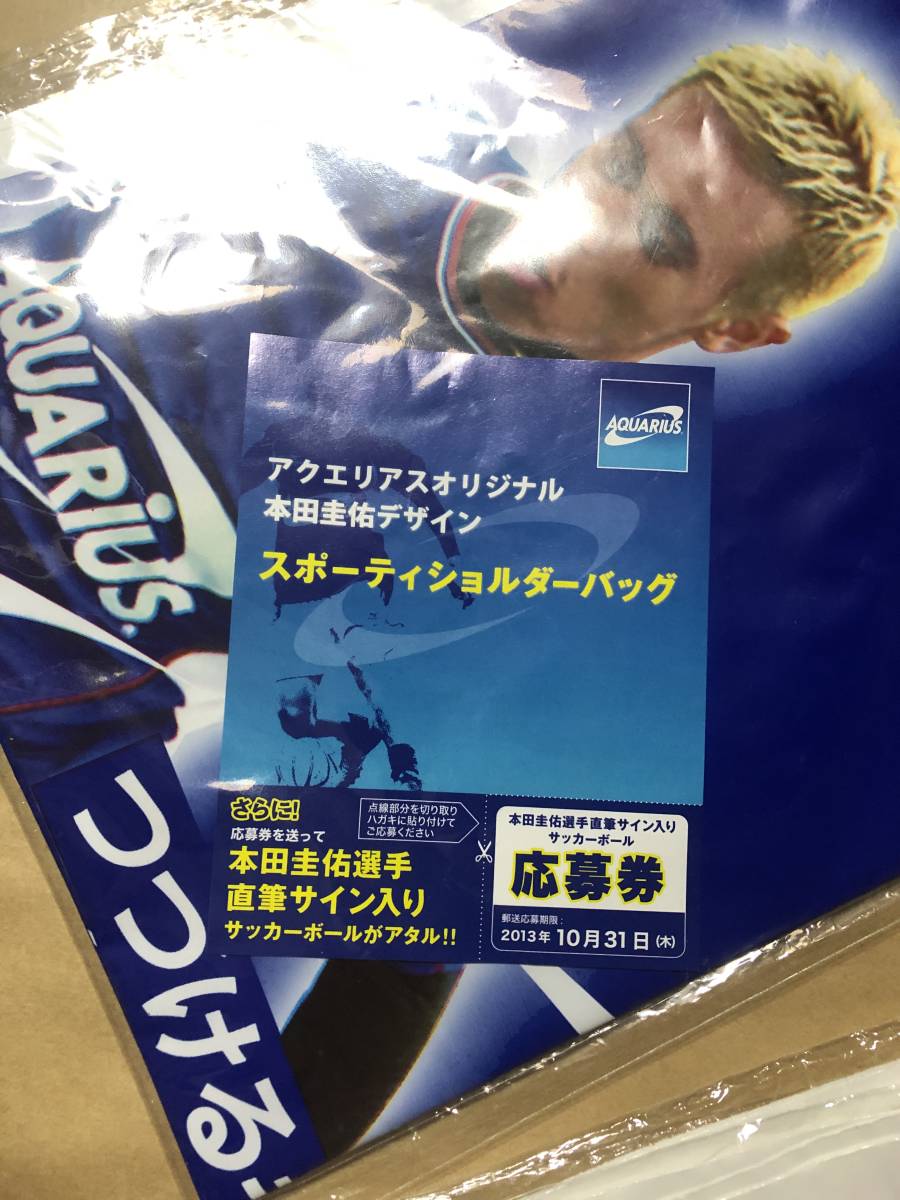 AQUARIUS
AQUARIUS
アクエリアスオリジナル
本田圭佑デザイン
スポーティショルダーバッグ
さらに!
応募券を送って
本田圭佑選手
直筆サイン入り
サッカーボールがアタル!!
点線部分を切り取り
ハガキに貼り付けて
ご応募ください
本田圭佑選手直筆サイン入り
サッカーボール
応募券
郵送応募期限:
2013年 10月31日(木)
つつける